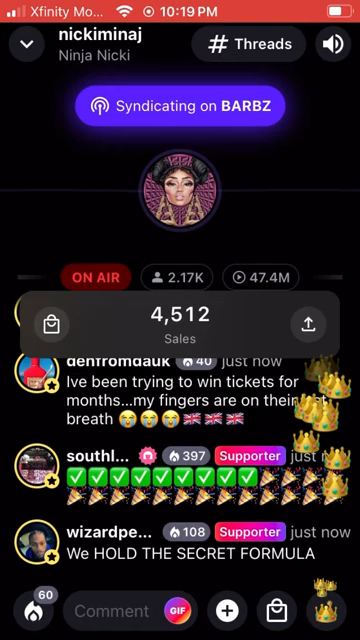 Xfinity Mo...
10:19 PM
nickiminaj
Ninja Nicki
# Threads
Syndicating on BARBZ
ON AIR
2.17K
47.4M
4,512
Sales
denfromdauk 40 just now
Ive been trying to win tickets for
months...my fingers are on their
breath 😭😭😭🇬🇧🇬🇧🇬🇧
southl... 397 Supporter just
✅✅✅✅✅✅✅✅✅🎉🎉🎉🎉
🎉🎉🎉🎉🎉🎉🎉🎉🎉🎉🎉🎉🎉
wizardpe... 108 Supporter just now
We HOLD THE SECRET FORMULA
60
Comment
GIF